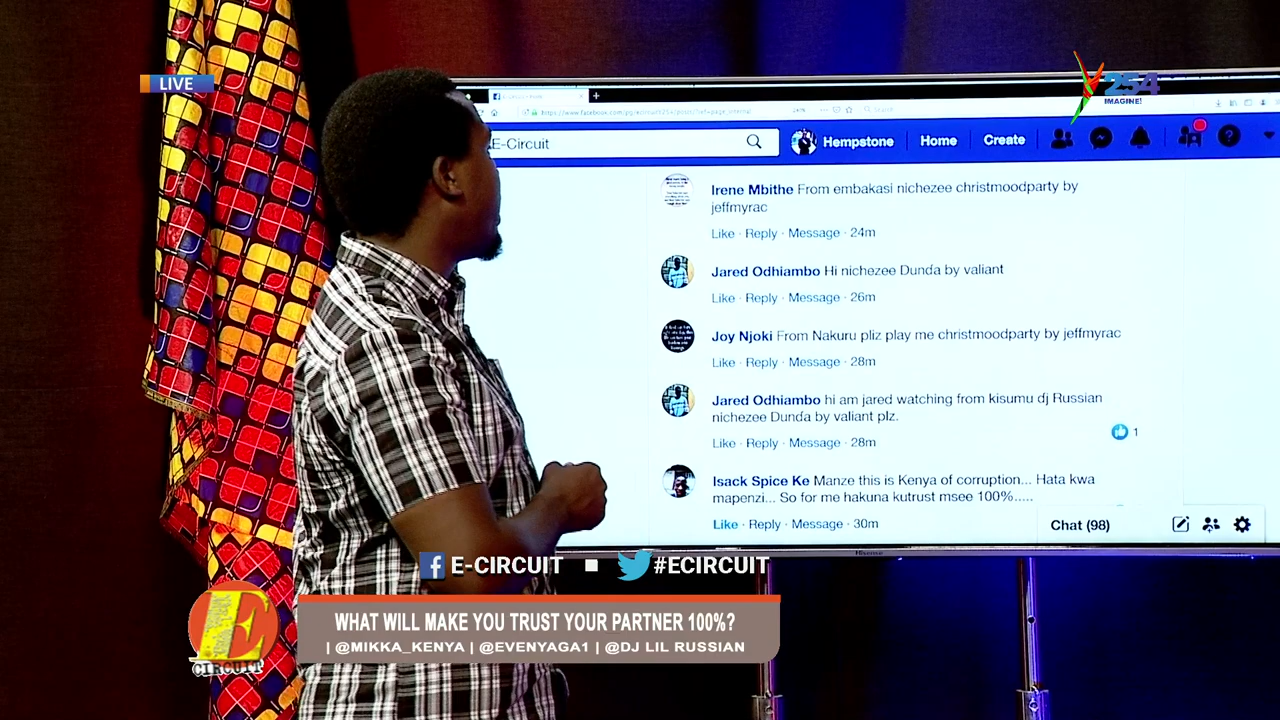 LIVE
254
IMAGINE!
E-Circuit
Hempstone
Home
Create
Irene Mbithe From embakasi nichezee christmoodparty by
jeffmyrac
Like · Reply · Message · 24m
Jared Odhiambo Hi nichezee Dunda by valiant
Like · Reply · Message · 26m
Joy Njoki From Nakuru pliz play me christmoodparty by jeffmyrac
Like · Reply · Message · 28m
Jared Odhiambo hi am jared watching from kisumu dj Russian
nichezee Dunda by valiant plz.
1
Like · Reply · Message · 28m
Isack Spice Ke Manze this is Kenya of corruption... Hata kwa
mapenzi... So for me hakuna kutrust msee 100%.....
Like · Reply · Message · 30m
Chat (98)
Hisense
E-CIRCUIT
#ECIRCUIT
E
CIRCUIT
WHAT WILL MAKE YOU TRUST YOUR PARTNER 100%?
| @MIKKA_KENYA | @EVENYAGA1 | @DJ LIL RUSSIAN